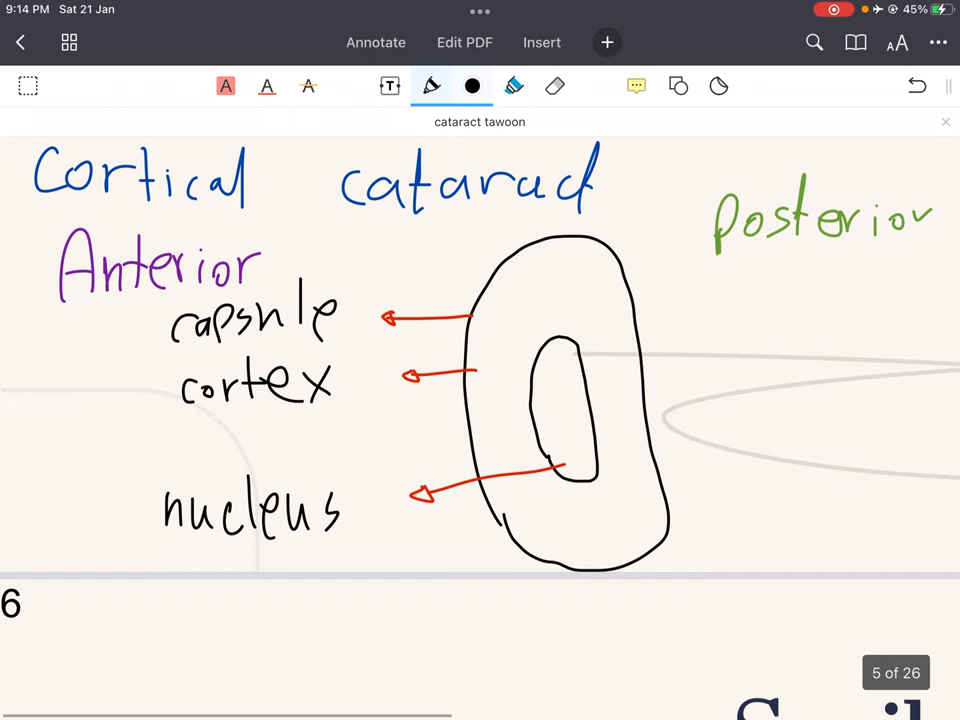 9:14 PM Sat 21 Jan
45%
Annotate Edit PDF Insert
AA
A A A T
cataract tawoon
Cortical cataract
Posterior
Anterior
capsule
cortex
nucleus
6
5 of 26